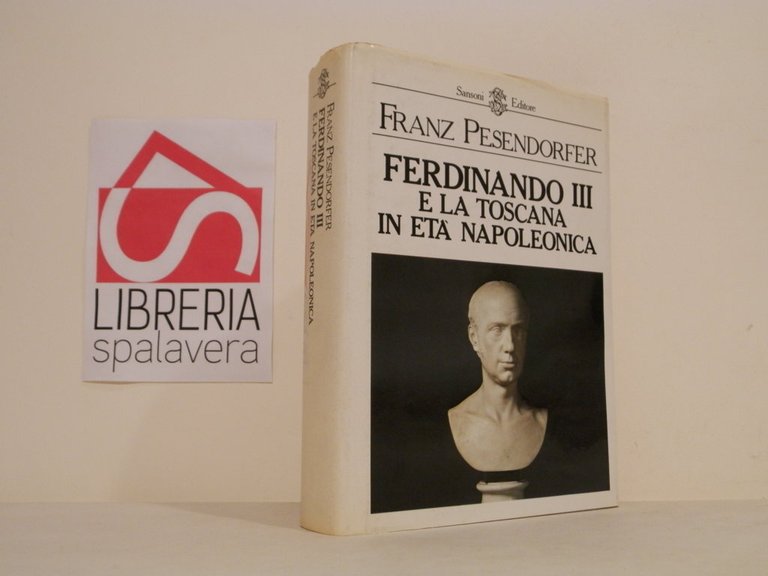 LIBRERIA
spalavera
FRANZ PESENDORFER
FERDINANDO III
E LA TOSCANA IN ETÀ NAPOLEONICA
Sansoni Editore
FRANZ PESENDORFER
FERDINANDO III
E LA TOSCANA
IN ETÀ NAPOLEONICA